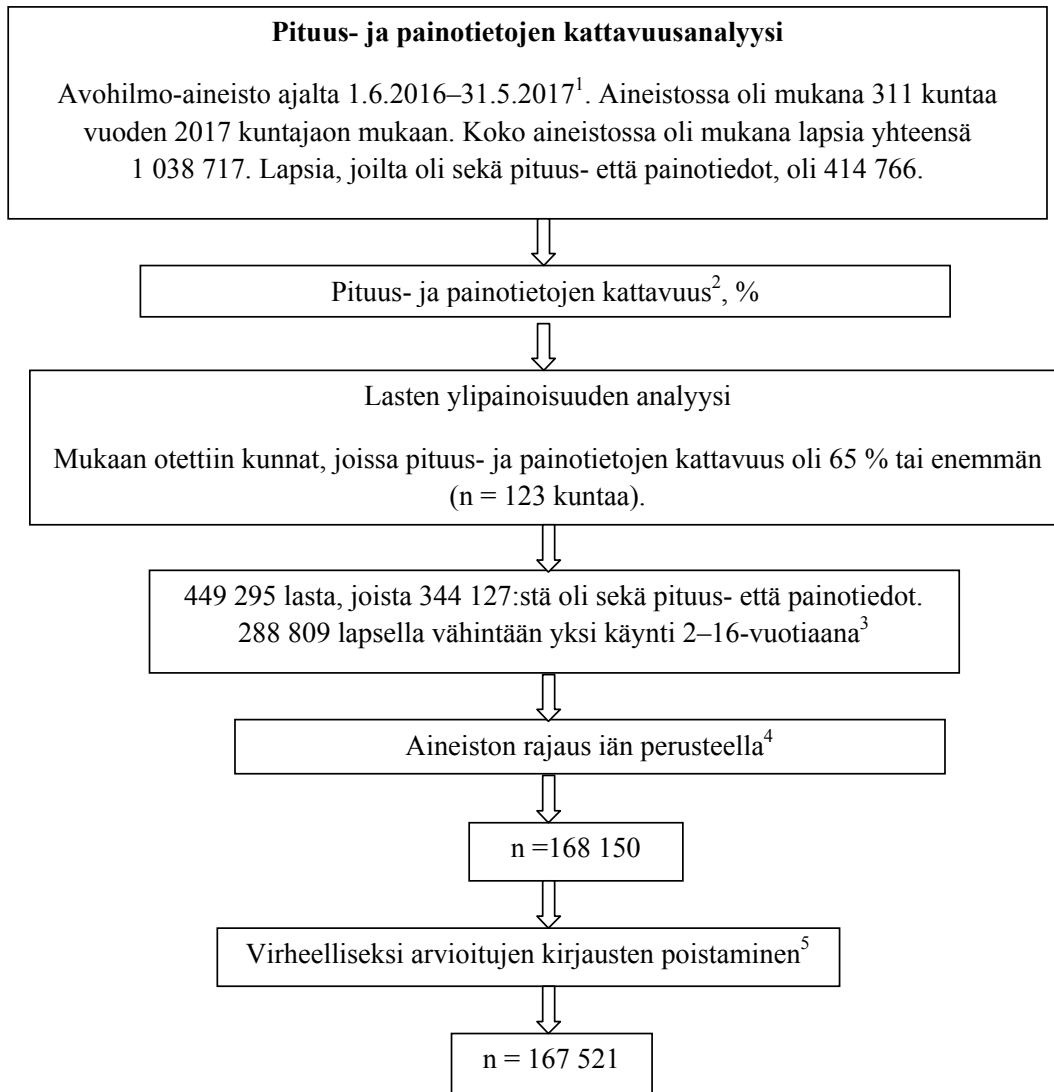 Pituus- ja painotietojen kattavuusanalyysi
Avohilmo-aineisto ajalta 1.6.2016–31.5.2017¹. Aineistossa oli mukana 311 kuntaa
vuoden 2017 kuntajaon mukaan. Koko aineistossa oli mukana lapsia yhteensä
1 038 717. Lapsia, joilta oli sekä pituus- että painotiedot, oli 414 766.
Pituus- ja painotietojen kattavuus², %
Lasten ylipainoisuuden analyysi
Mukaan otettiin kunnat, joissa pituus- ja painotietojen kattavuus oli 65 % tai enemmän
(n = 123 kuntaa).
449 295 lasta, joista 344 127:stä oli sekä pituus- että painotiedot.
288 809 lapsella vähintään yksi käynti 2–16-vuotiaana³
Aineiston rajaus iän perusteella⁴
n =168 150
Virheelliseksi arvioitujen kirjausten poistaminen⁵
n = 167 521